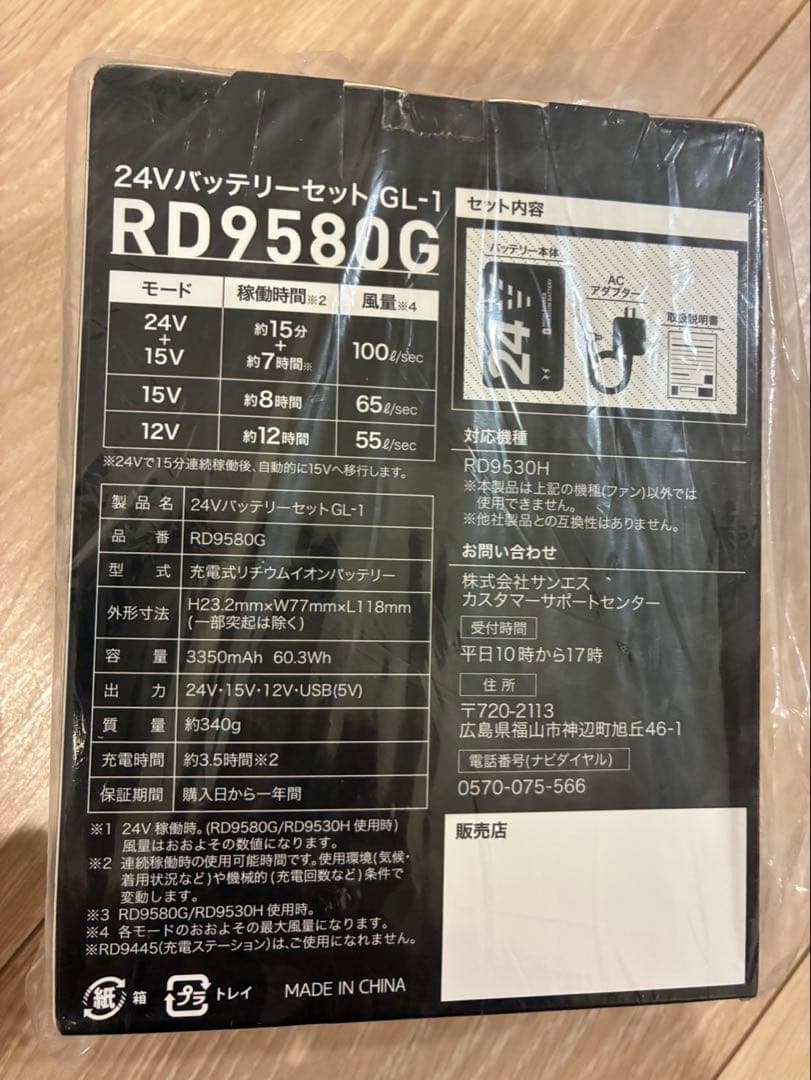 24Vバッテリーセット GL-1
RD9580G
モード 稼働時間※2 風量※4
24V+15V 約15分+約7時間※ 100ℓ/sec
15V 約8時間 65ℓ/sec
12V 約12時間 55ℓ/sec
※24Vで15分連続稼働後、自動的に15Vへ移行します。
製品名 24VバッテリーセットGL-1
品番 RD9580G
型式 充電式リチウムイオンバッテリー
外形寸法 H23.2mm×W77mm×L118mm
(一部突起は除く)
容量 3350mAh 60.3Wh
出力 24V・15V・12V・USB(5V)
質量 約340g
充電時間 約3.5時間※2
保証期間 購入日から一年間
※1 24V 稼働時。(RD9580G/RD9530H 使用時)
風量はおおよその数値になります。
※2 連続稼働時の使用可能時間です。使用環境(気候・
着用状況など)や機械的 (充電回数など) 条件で
変動します。
※3 RD9580G/RD9530H 使用時。
※4 各モードのおおよその最大風量になります。
※RD9445(充電ステーション)は、ご使用になれません。
紙 箱 プラ トレイ MADE IN CHINA
セット内容
バッテリー本体
AC
アダプター
取扱説明書
24
対応機種
RD9530H
※本製品は上記の機種(ファン)以外では
使用できません。
※他社製品との互換性はありません。
お問い合わせ
株式会社サンエス
カスタマーサポートセンター
受付時間
平日10時から17時
住所
〒720-2113
広島県福山市神辺町旭丘46-1
電話番号(ナビダイヤル)
0570-075-566
販売店